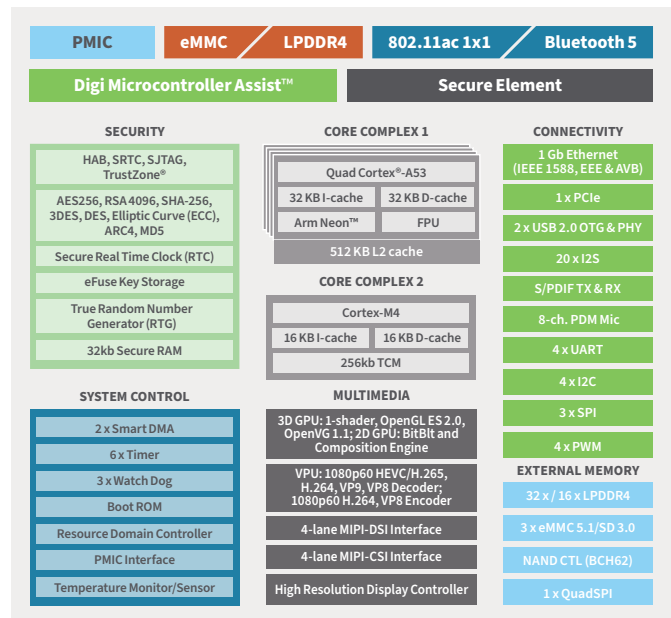 PMIC
eMMC
LPDDR4
802.11ac 1x1
Bluetooth 5
Digi Microcontroller Assist™
Secure Element
SECURITY
HAB, SRTC, SJTAG,
TrustZone®
AES256, RSA 4096, SHA-256,
3DES, DES, Elliptic Curve (ECC),
ARC4, MD5
Secure Real Time Clock (RTC)
eFuse Key Storage
True Random Number
Generator (RTG)
32kb Secure RAM
SYSTEM CONTROL
2 x Smart DMA
6 x Timer
3 x Watch Dog
Boot ROM
Resource Domain Controller
PMIC Interface
Temperature Monitor/Sensor
CORE COMPLEX 1
Quad Cortex®-A53
32 KB I-cache
32 KB D-cache
Arm Neon™
FPU
512 KB L2 cache
CORE COMPLEX 2
Cortex-M4
16 KB I-cache
16 KB D-cache
256kb TCM
MULTIMEDIA
3D GPU: 1-shader, OpenGL ES 2.0,
OpenVG 1.1; 2D GPU: BitBlt and
Composition Engine
VPU: 1080p60 HEVC/H.265,
H.264, VP9, VP8 Decoder;
1080p60 H.264, VP8 Encoder
4-lane MIPI-DSI Interface
4-lane MIPI-CSI Interface
High Resolution Display Controller
CONNECTIVITY
1 Gb Ethernet
(IEEE 1588, EEE & AVB)
1 x PCIe
2 x USB 2.0 OTG & PHY
20 x I2S
S/PDIF TX & RX
8-ch. PDM Mic
4 x UART
4 x I2C
3 x SPI
4 x PWM
EXTERNAL MEMORY
32 x / 16 x LPDDR4
3 x eMMC 5.1/SD 3.0
NAND CTL (BCH62)
1 x QuadSPI